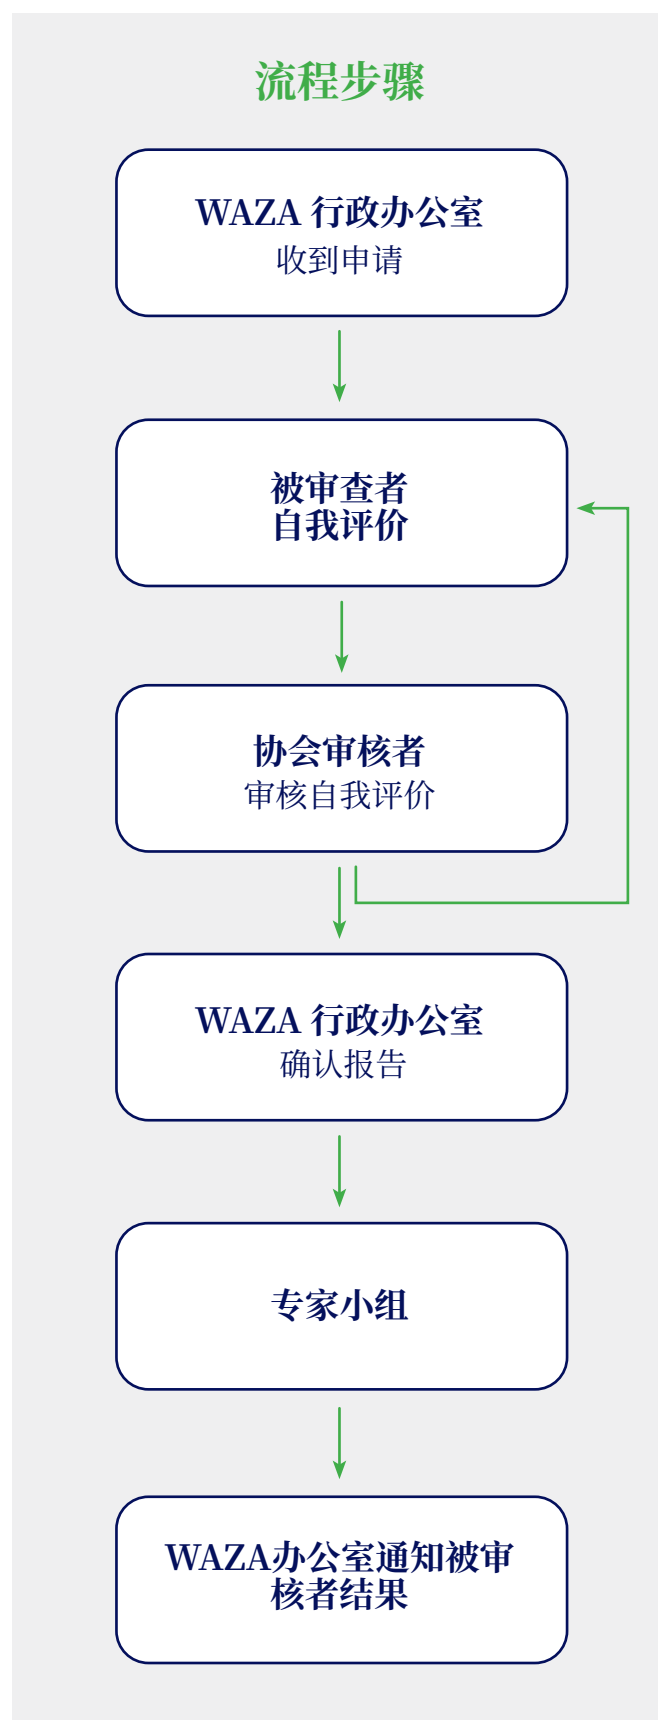 流程步骤
WAZA 行政办公室
收到申请
被审查者
自我评价
协会审核者
审核自我评价
WAZA 行政办公室
确认报告
专家小组
WAZA办公室通知被审
核者结果